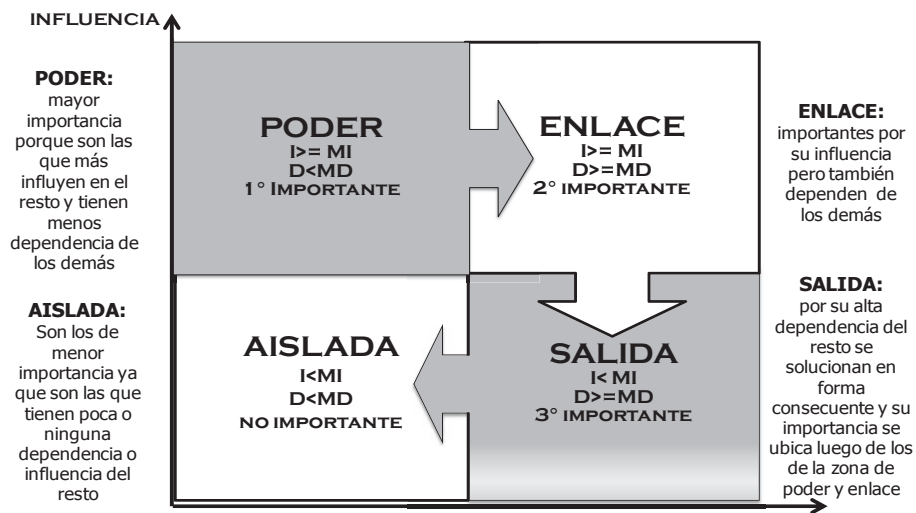 INFLUENCIA
PODER:
mayor
importancia
porque son las
que más
influyen en el
resto y tienen
menos
dependencia de
los demás
AISLADA:
Son los de
menor
importancia ya
que son las que
tienen poca o
ninguna
dependencia o
influencia del
resto
PODER
I>= MI
D<MD
1° IMPORTANTE
ENLACE
I>= MI
D>=MD
2° IMPORTANTE
AISLADA
I<MI
D<MD
NO IMPORTANTE
SALIDA
I< MI
D>=MD
3° IMPORTANTE
ENLACE:
importantes por
su influencia
pero también
dependen de
los demás
SALIDA:
por su alta
dependencia del
resto se
solucionan en
forma
consecuente y su
importancia se
ubica luego de los
de la zona de
poder y enlace